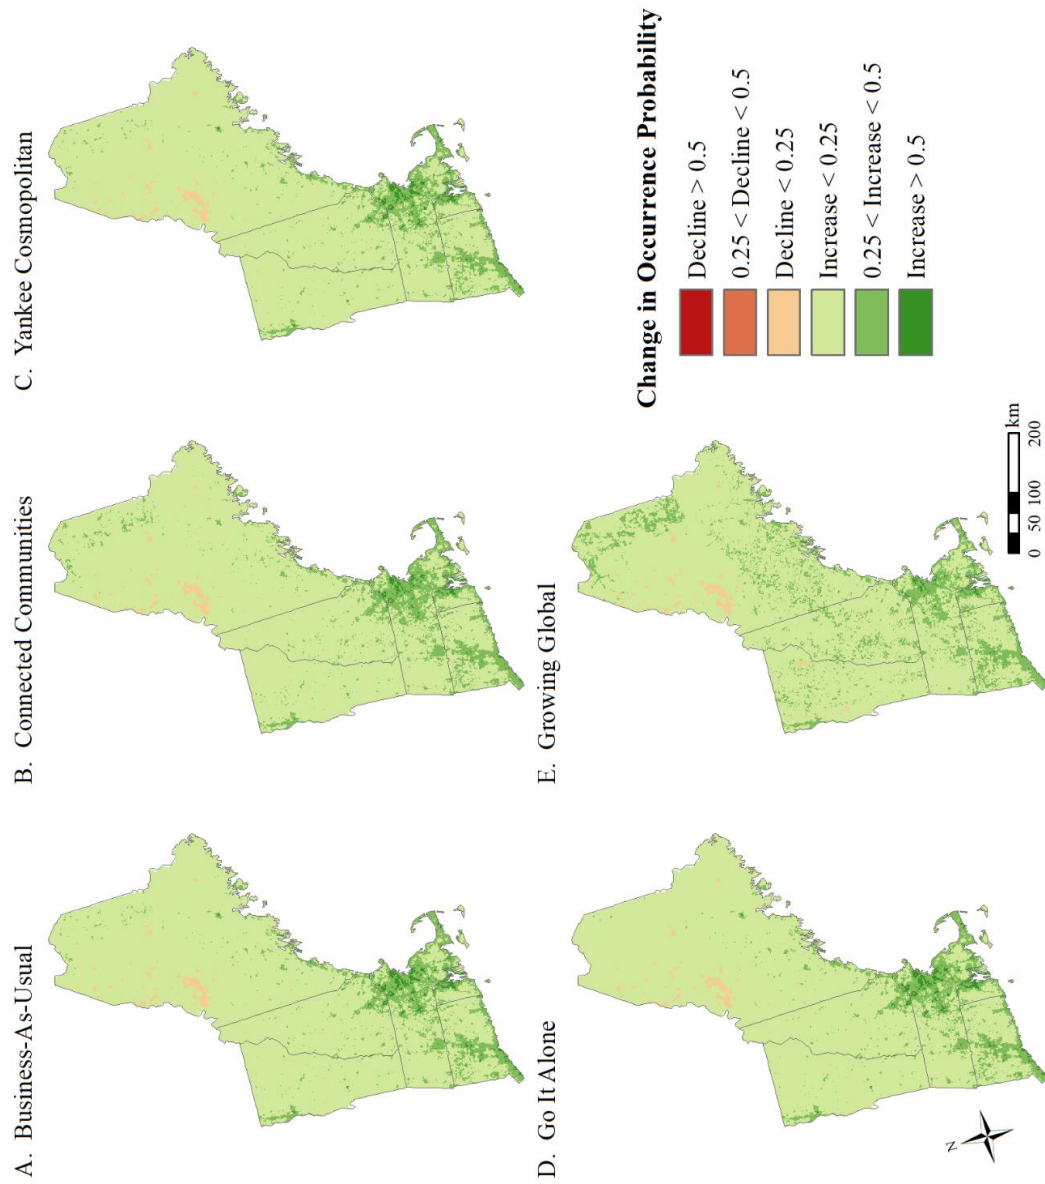 A. Business-As-Usual
B. Connected Communities
C. Yankee Cosmopolitan
D. Go It Alone
E. Growing Global
Change in Occurrence Probability
Decline > 0.5
0.25 < Decline < 0.5
Decline < 0.25
Increase < 0.25
0.25 < Increase < 0.5
Increase > 0.5
N
km
0 50 100 200